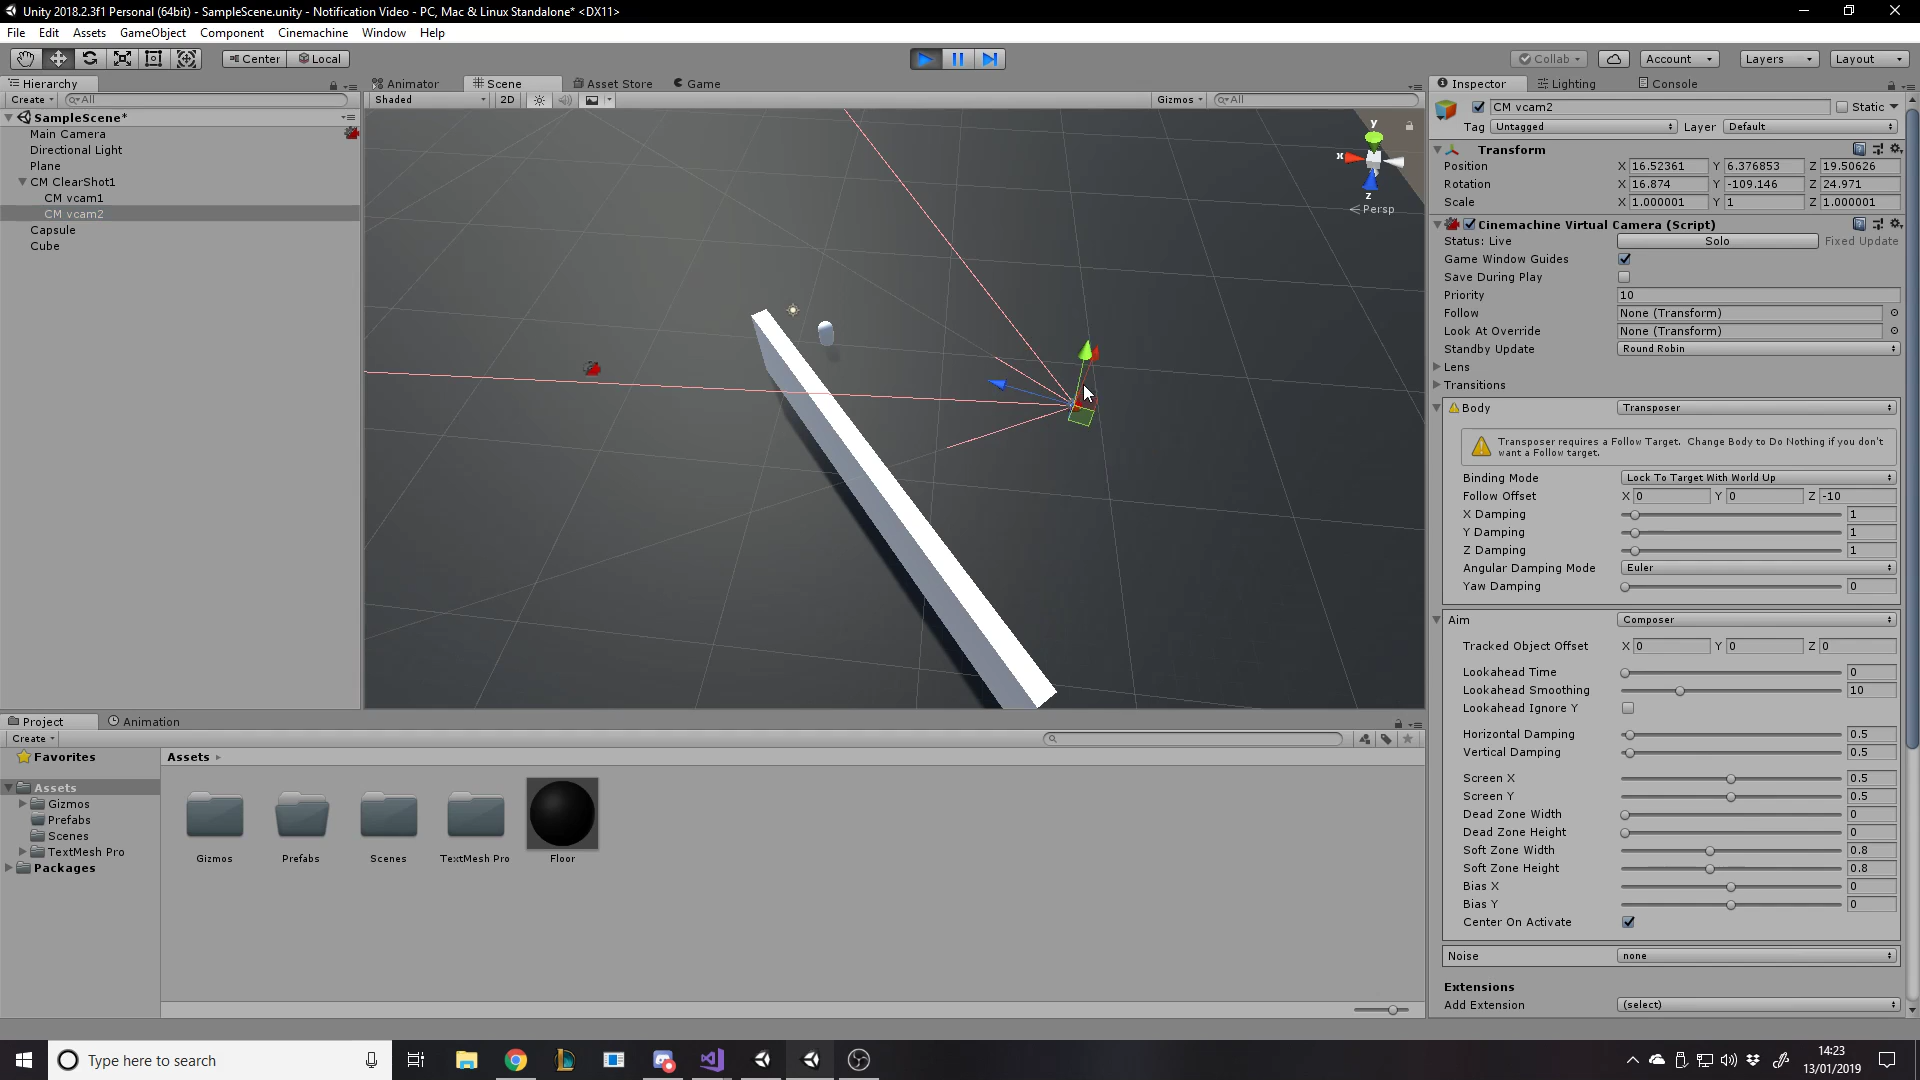 Unity 2018.2.3f1 Personal (64bit) - SampleScene.unity - Notification Video - PC, Mac & Linux Standalone* <DX11>
File Edit Assets GameObject Component Cinemachine Window Help
Center Local Collab Account Layers Layout
Hierarchy
Create All
SampleScene*
Main Camera
Directional Light
Plane
CM ClearShot1
CM vcam1
CM vcam2
Capsule
Cube
Animator Scene Asset Store Game
Shaded 2D Gizmos All
y
x
z
Persp
Inspector Lighting Console
CM vcam2 Static
Tag Untagged Layer Default
Transform
Position X 16.52361 Y 6.376853 Z 19.50626
Rotation X 16.874 Y -109.146 Z 24.971
Scale X 1.000001 Y 1 Z 1.000001
Cinemachine Virtual Camera (Script)
Status: Live Solo Fixed Update
Game Window Guides
Save During Play
Priority 10
Follow None (Transform)
Look At Override None (Transform)
Standby Update Round Robin
Lens
Transitions
Body Transposer
Transposer requires a Follow Target. Change Body to Do Nothing if you don't
want a Follow target.
Binding Mode Lock To Target With World Up
Follow Offset X 0 Y 0 Z -10
X Damping 1
Y Damping 1
Z Damping 1
Angular Damping Mode Euler
Yaw Damping 0
Aim Composer
Tracked Object Offset X 0 Y 0 Z 0
Lookahead Time 0
Lookahead Smoothing 10
Lookahead Ignore Y
Horizontal Damping 0.5
Vertical Damping 0.5
Screen X 0.5
Screen Y 0.5
Dead Zone Width 0
Dead Zone Height 0
Soft Zone Width 0.8
Soft Zone Height 0.8
Bias X 0
Bias Y 0
Center On Activate
Noise none
Extensions
Add Extension (select)
Project Animation
Create
Favorites
Assets
Gizmos
Prefabs
Scenes
TextMesh Pro
Packages
Assets
Gizmos Prefabs Scenes TextMesh Pro Floor
Type here to search
14:23
13/01/2019